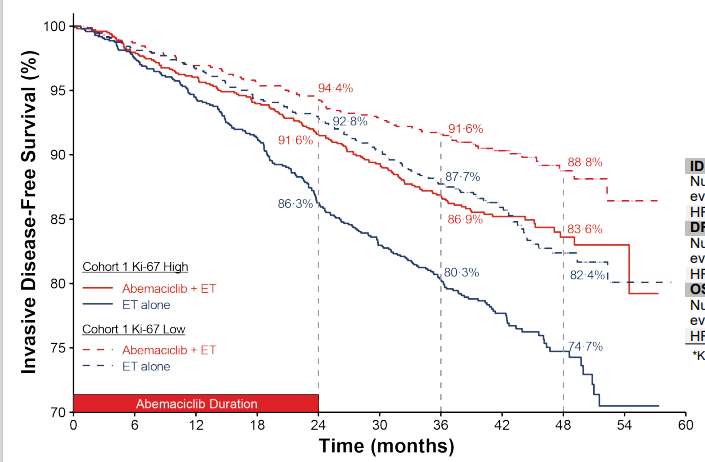 Invasive Disease-Free Survival (%)
100
95
90
85
80
75
70
94·4%
92·8%
91·6%
86·3%
91·6%
87·7%
86·9%
80·3%
88·8%
83·6%
82·4%
74·7%
Cohort 1 Ki-67 High
Abemaciclib + ET
ET alone
Cohort 1 Ki-67 Low
Abemaciclib + ET
ET alone
Abemaciclib Duration
0 6 12 18 24 30 36 42 48 54 60
Time (months)
ID
Nu
ev
HF
Nu
ev
HF
OS
Nu
ev
HF
*K